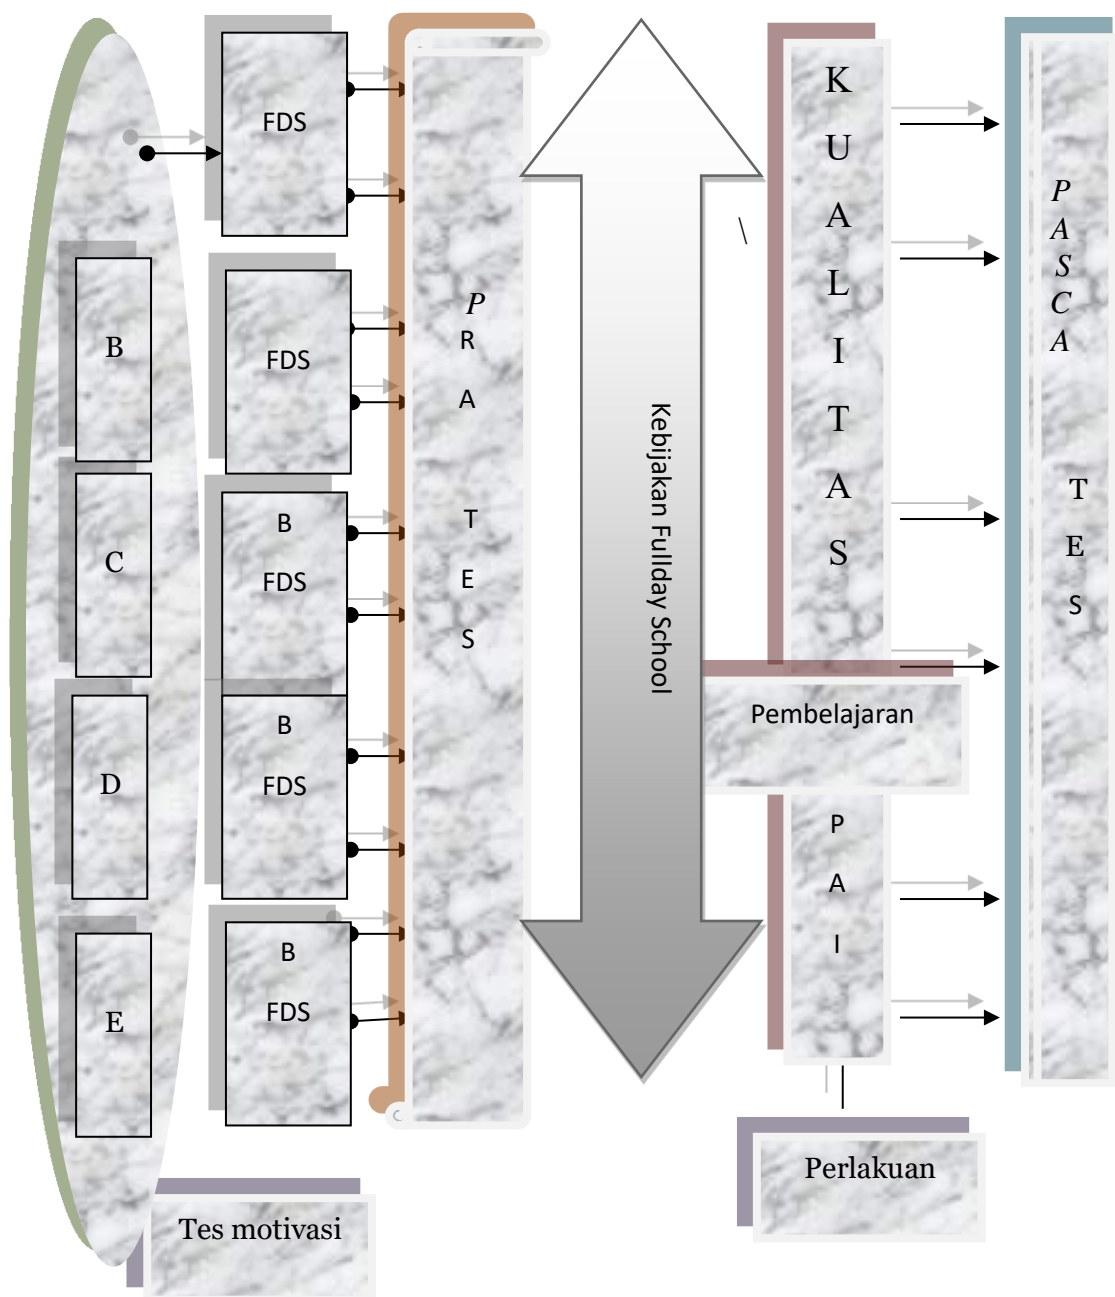 B
C
D
E
FDS
FDS
B
FDS
B
FDS
B
FDS
P
R
A
T
E
S
Kebijakan Fullday School
\
K
U
A
L
I
T
A
S
Pembelajaran
P
A
I
P
A
S
C
A
T
E
S
Tes motivasi
Perlakuan